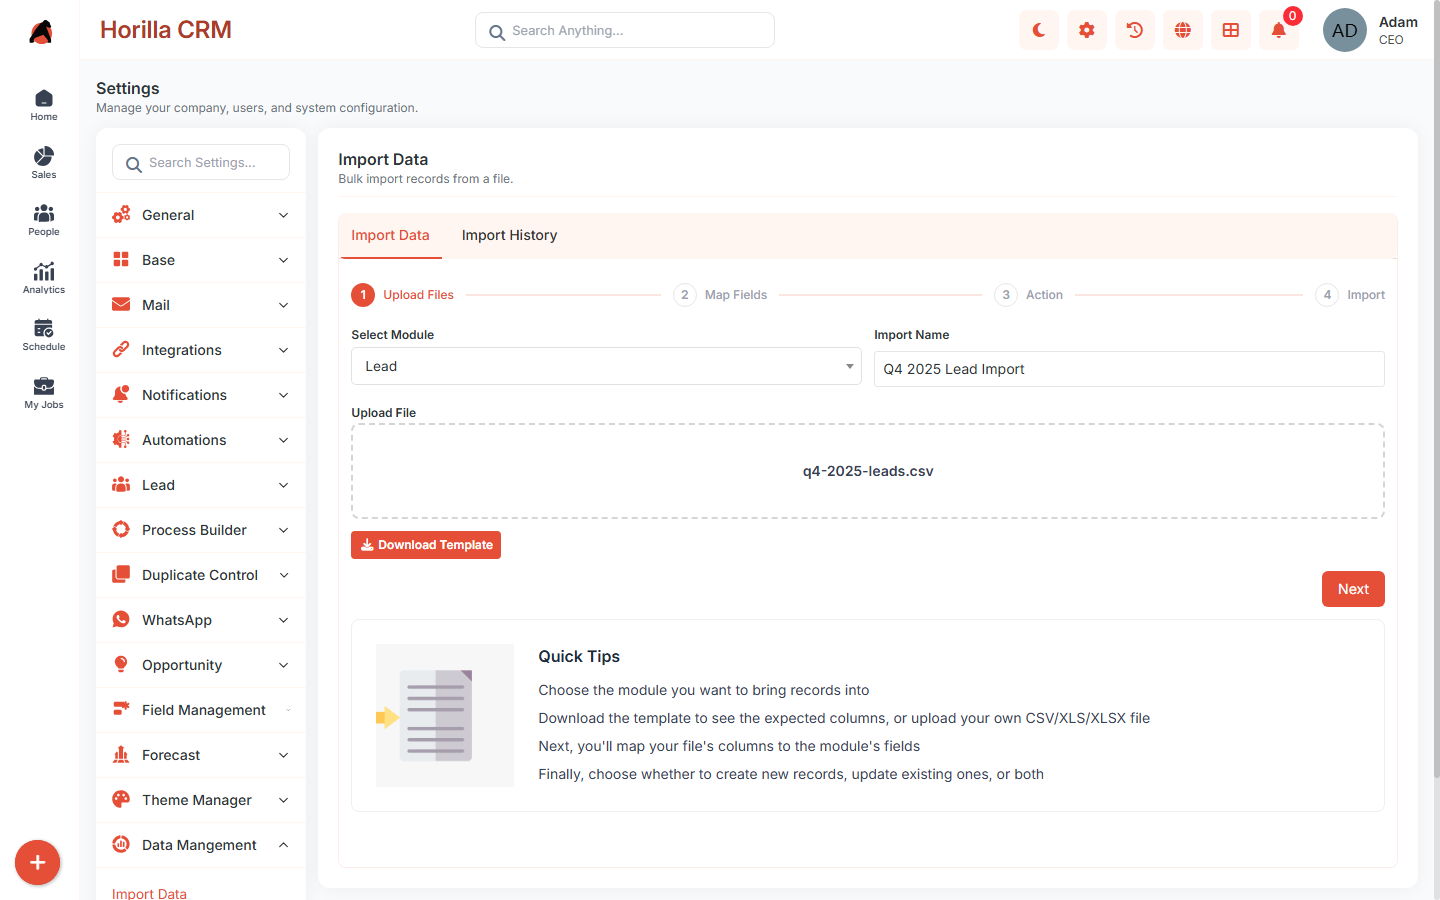 Horilla CRM
Search Anything...
0
AD
Adam
CEO
Home
Sales
People
Analytics
Schedule
My Jobs
Settings
Manage your company, users, and system configuration.
Search Settings...
General
Base
Mail
Integrations
Notifications
Automations
Lead
Process Builder
Duplicate Control
WhatsApp
Opportunity
Field Management
Forecast
Theme Manager
Data Mangement
Import Data
Import Data
Bulk import records from a file.
Import Data
Import History
1 Upload Files
2 Map Fields
3 Action
4 Import
Select Module
Lead
Import Name
Q4 2025 Lead Import
Upload File
q4-2025-leads.csv
Download Template
Next
Quick Tips
Choose the module you want to bring records into
Download the template to see the expected columns, or upload your own CSV/XLS/XLSX file
Next, you'll map your file's columns to the module's fields
Finally, choose whether to create new records, update existing ones, or both